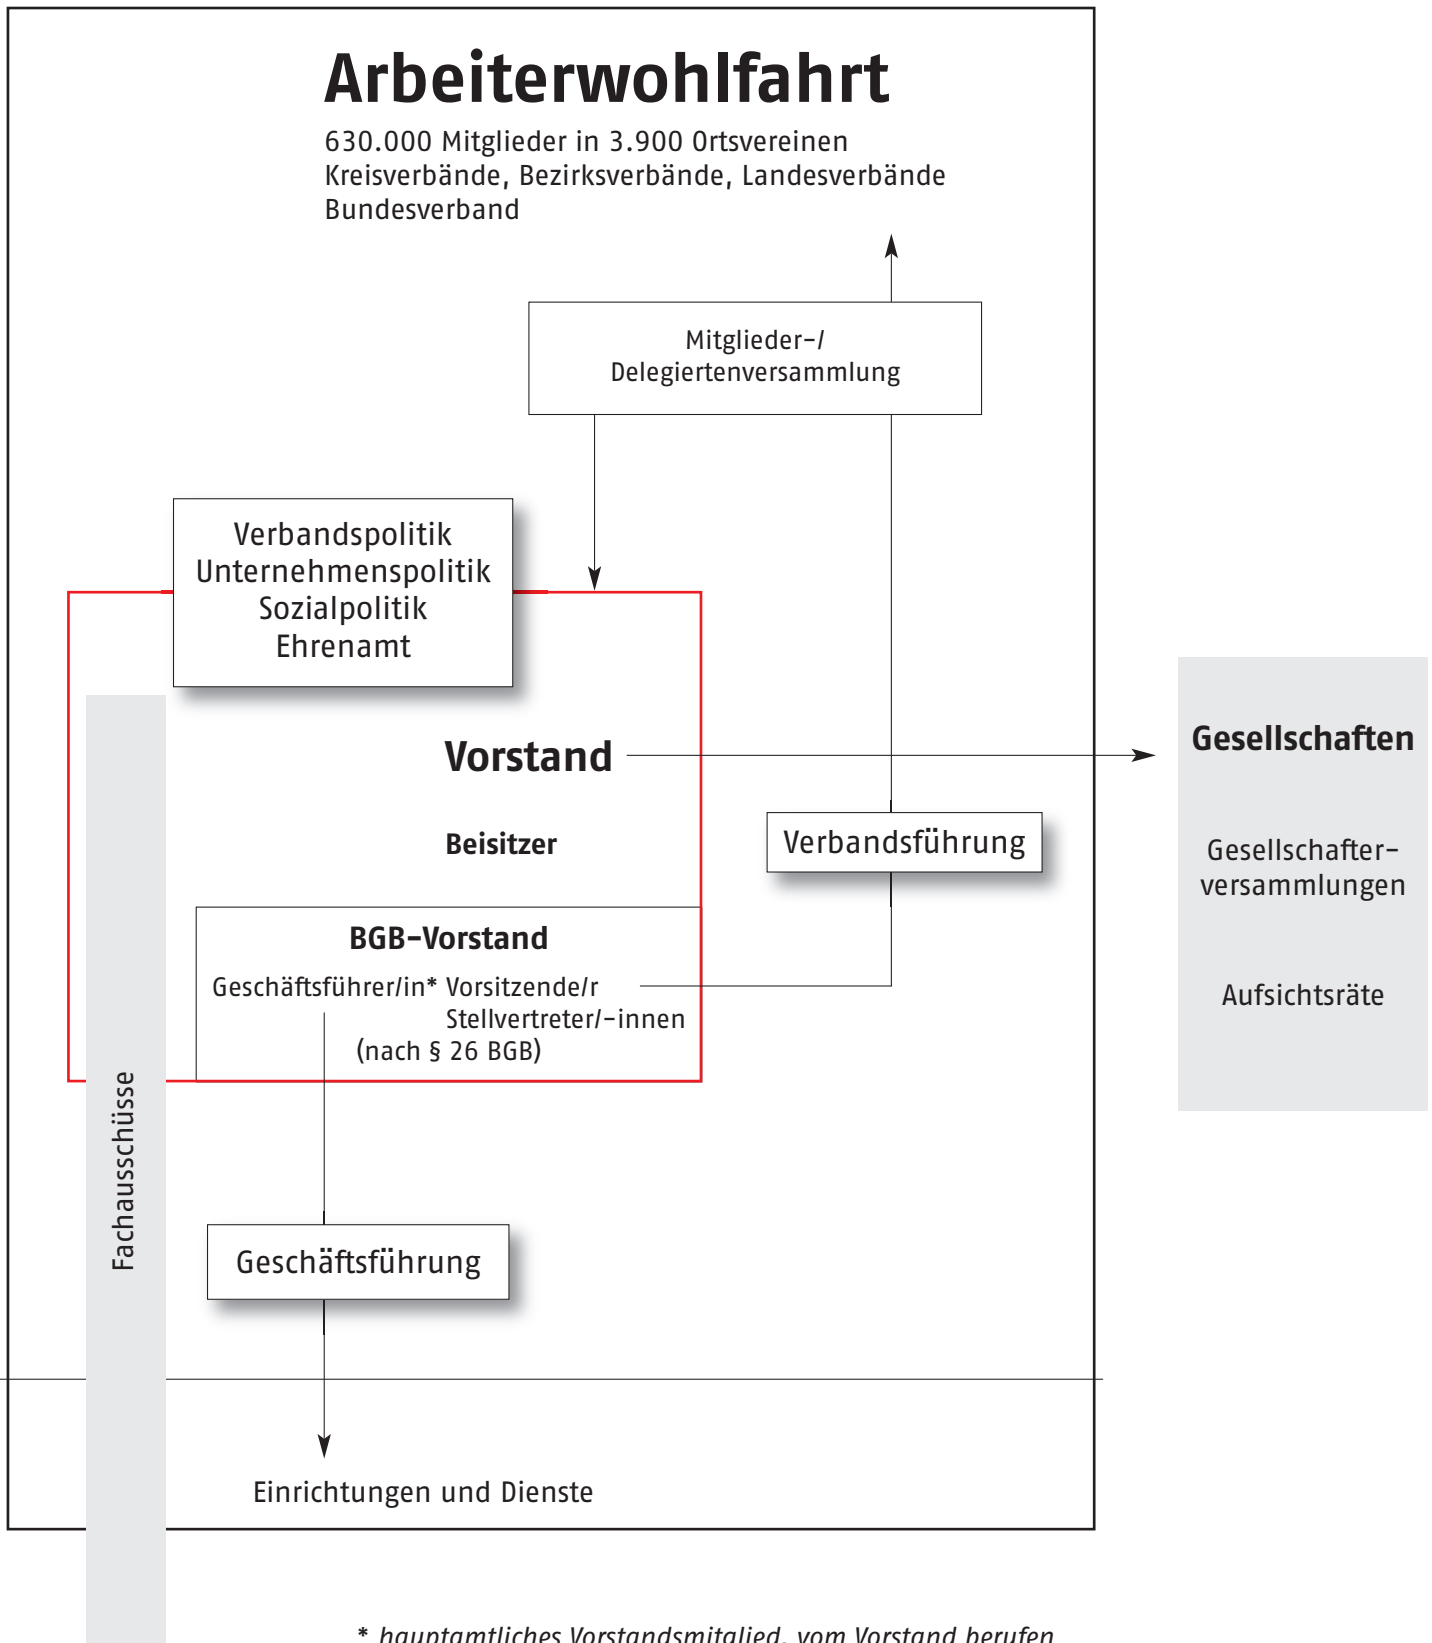 Arbeiterwohlfahrt
630.000 Mitglieder in 3.900 Ortsvereinen
Kreisverbände, Bezirksverbände, Landesverbände
Bundesverband
Mitglieder-/
Delegiertenversammlung
Verbandspolitik
Unternehmenspolitik
Sozialpolitik
Ehrenamt
Vorstand
Beisitzer
Verbandsführung
BGB-Vorstand
Geschäftsführer/in* Vorsitzende/r
Stellvertreter/-innen
(nach § 26 BGB)
Gesellschaften
Gesellschafter-
versammlungen
Aufsichtsräte
Fachausschüsse
Geschäftsführung
Einrichtungen und Dienste
* hauptamtliches Vorstandsmitglied, vom Vorstand berufen